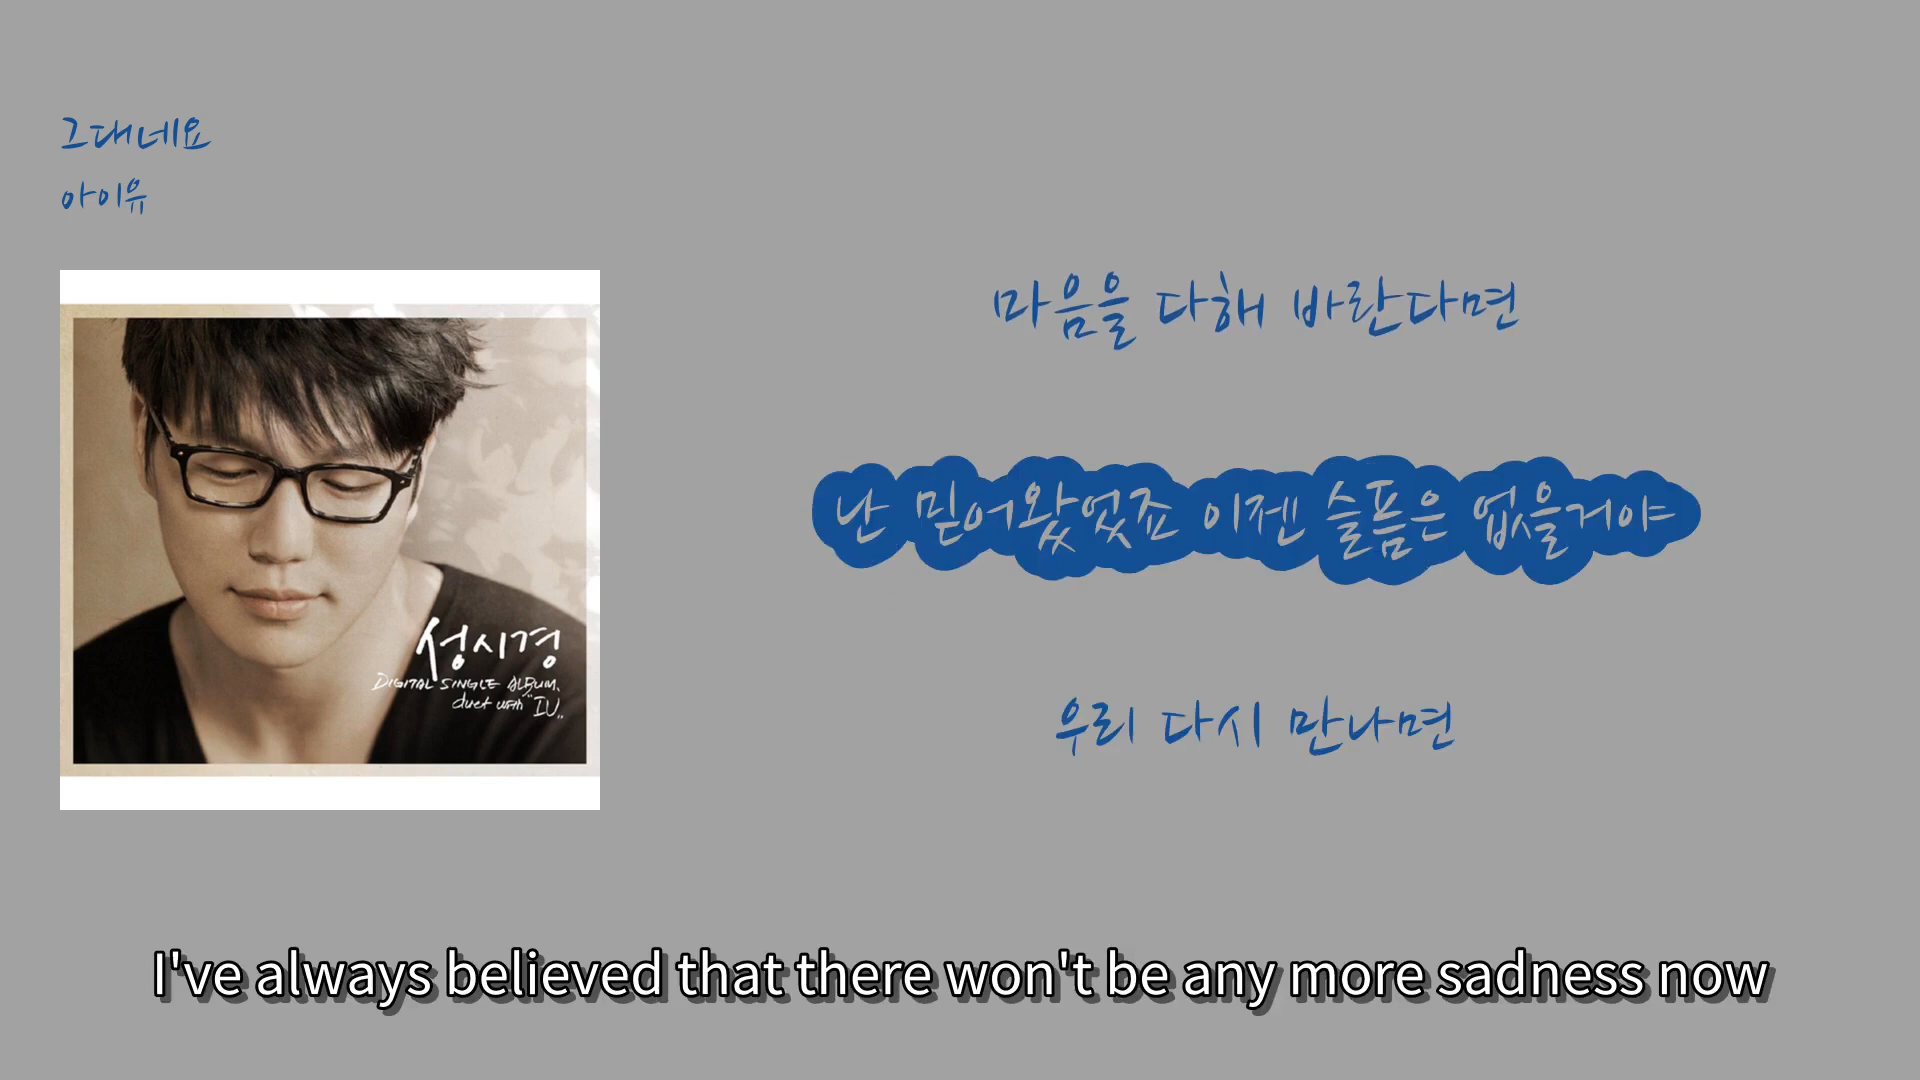 그대네요
아이유
성시경
DIGITAL SINGLE ALBUM.
duet with "IU"
마음을 다해 바란다면
난 믿어왔었죠 이젠 슬픔은 없을거야
우리 다시 만나면
I've always believed that there won't be any more sadness now